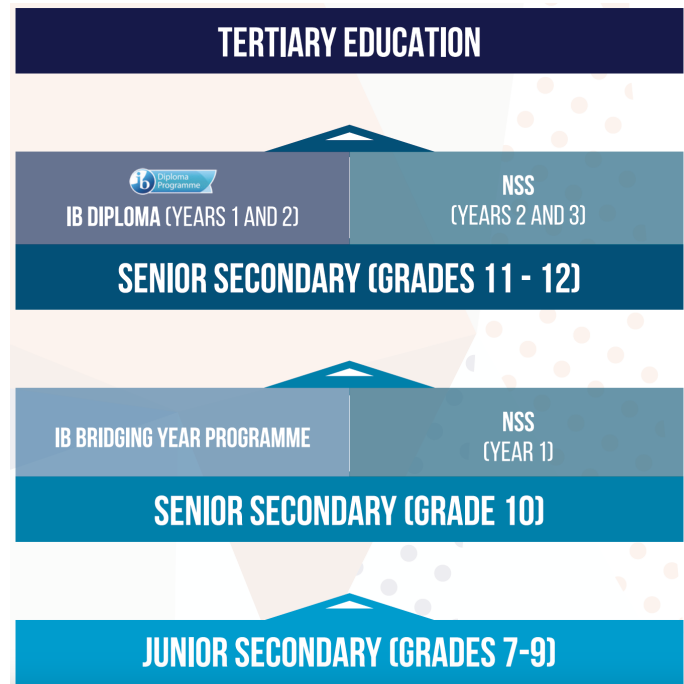 TERTIARY EDUCATION
ib Diploma
Programme
IB DIPLOMA (YEARS 1 AND 2)
NSS
(YEARS 2 AND 3)
SENIOR SECONDARY (GRADES 11 - 12)
IB BRIDGING YEAR PROGRAMME
NSS
(YEAR 1)
SENIOR SECONDARY (GRADE 10)
JUNIOR SECONDARY (GRADES 7-9)